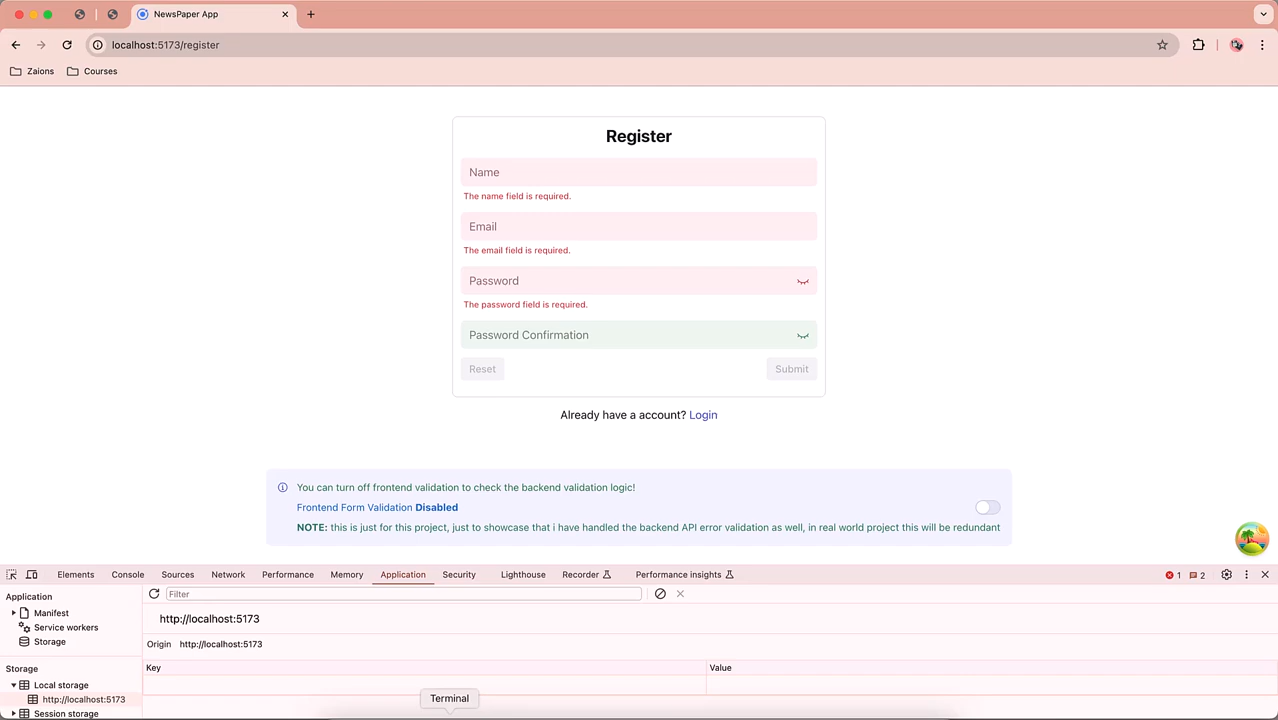 NewsPaper App
localhost:5173/register
Zaions Courses
Register
Name
The name field is required.
Email
The email field is required.
Password
The password field is required.
Password Confirmation
Reset Submit
Already have a account? Login
You can turn off frontend validation to check the backend validation logic!
Frontend Form Validation Disabled
NOTE: this is just for this project, just to showcase that i have handled the backend API error validation as well, in real world project this will be redundant
Elements Console Sources Network Performance Memory Application Security Lighthouse Recorder Performance insights 1 2
Application
Manifest
Service workers
Storage
Storage
Local storage
http://localhost:5173
Session storage
Filter
http://localhost:5173
Origin http://localhost:5173
Key Value
Terminal